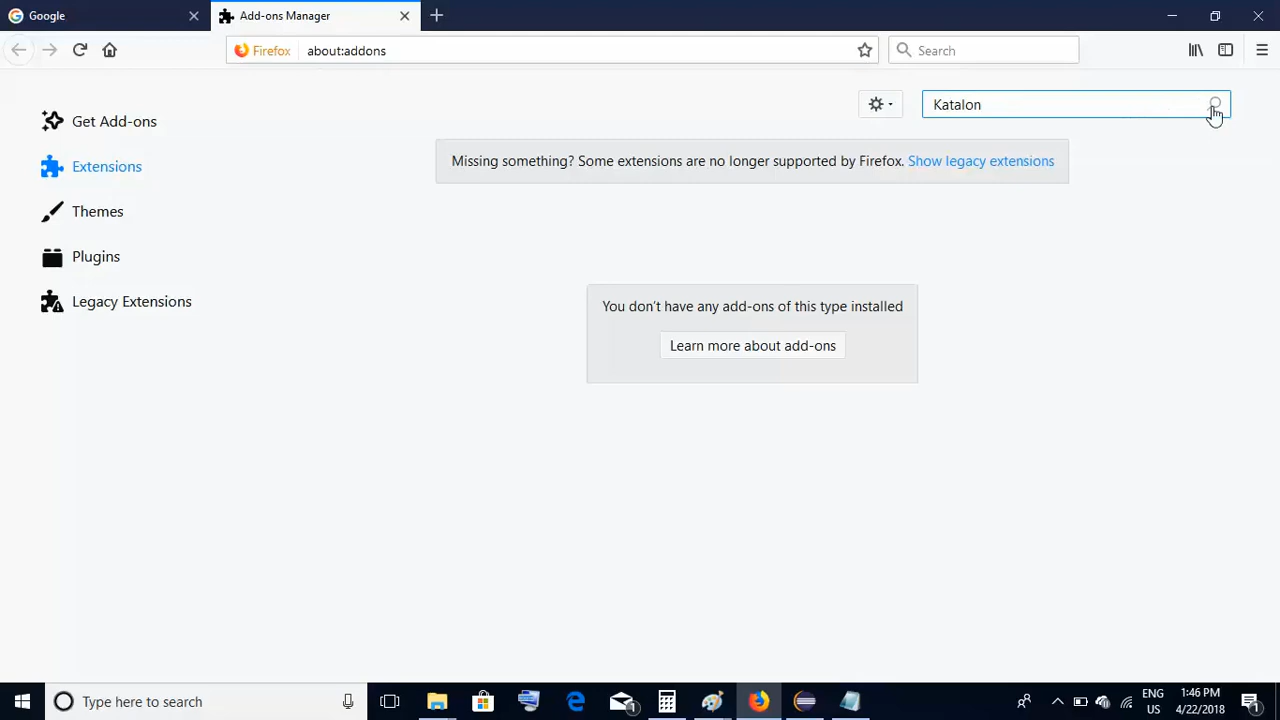 Google
Add-ons Manager
Firefox
about:addons
Search
Katalon
Get Add-ons
Extensions
Themes
Plugins
Legacy Extensions
Missing something? Some extensions are no longer supported by Firefox. Show legacy extensions
You don't have any add-ons of this type installed
Learn more about add-ons
Type here to search
1
ENG
US
1:46 PM
4/22/2018
1